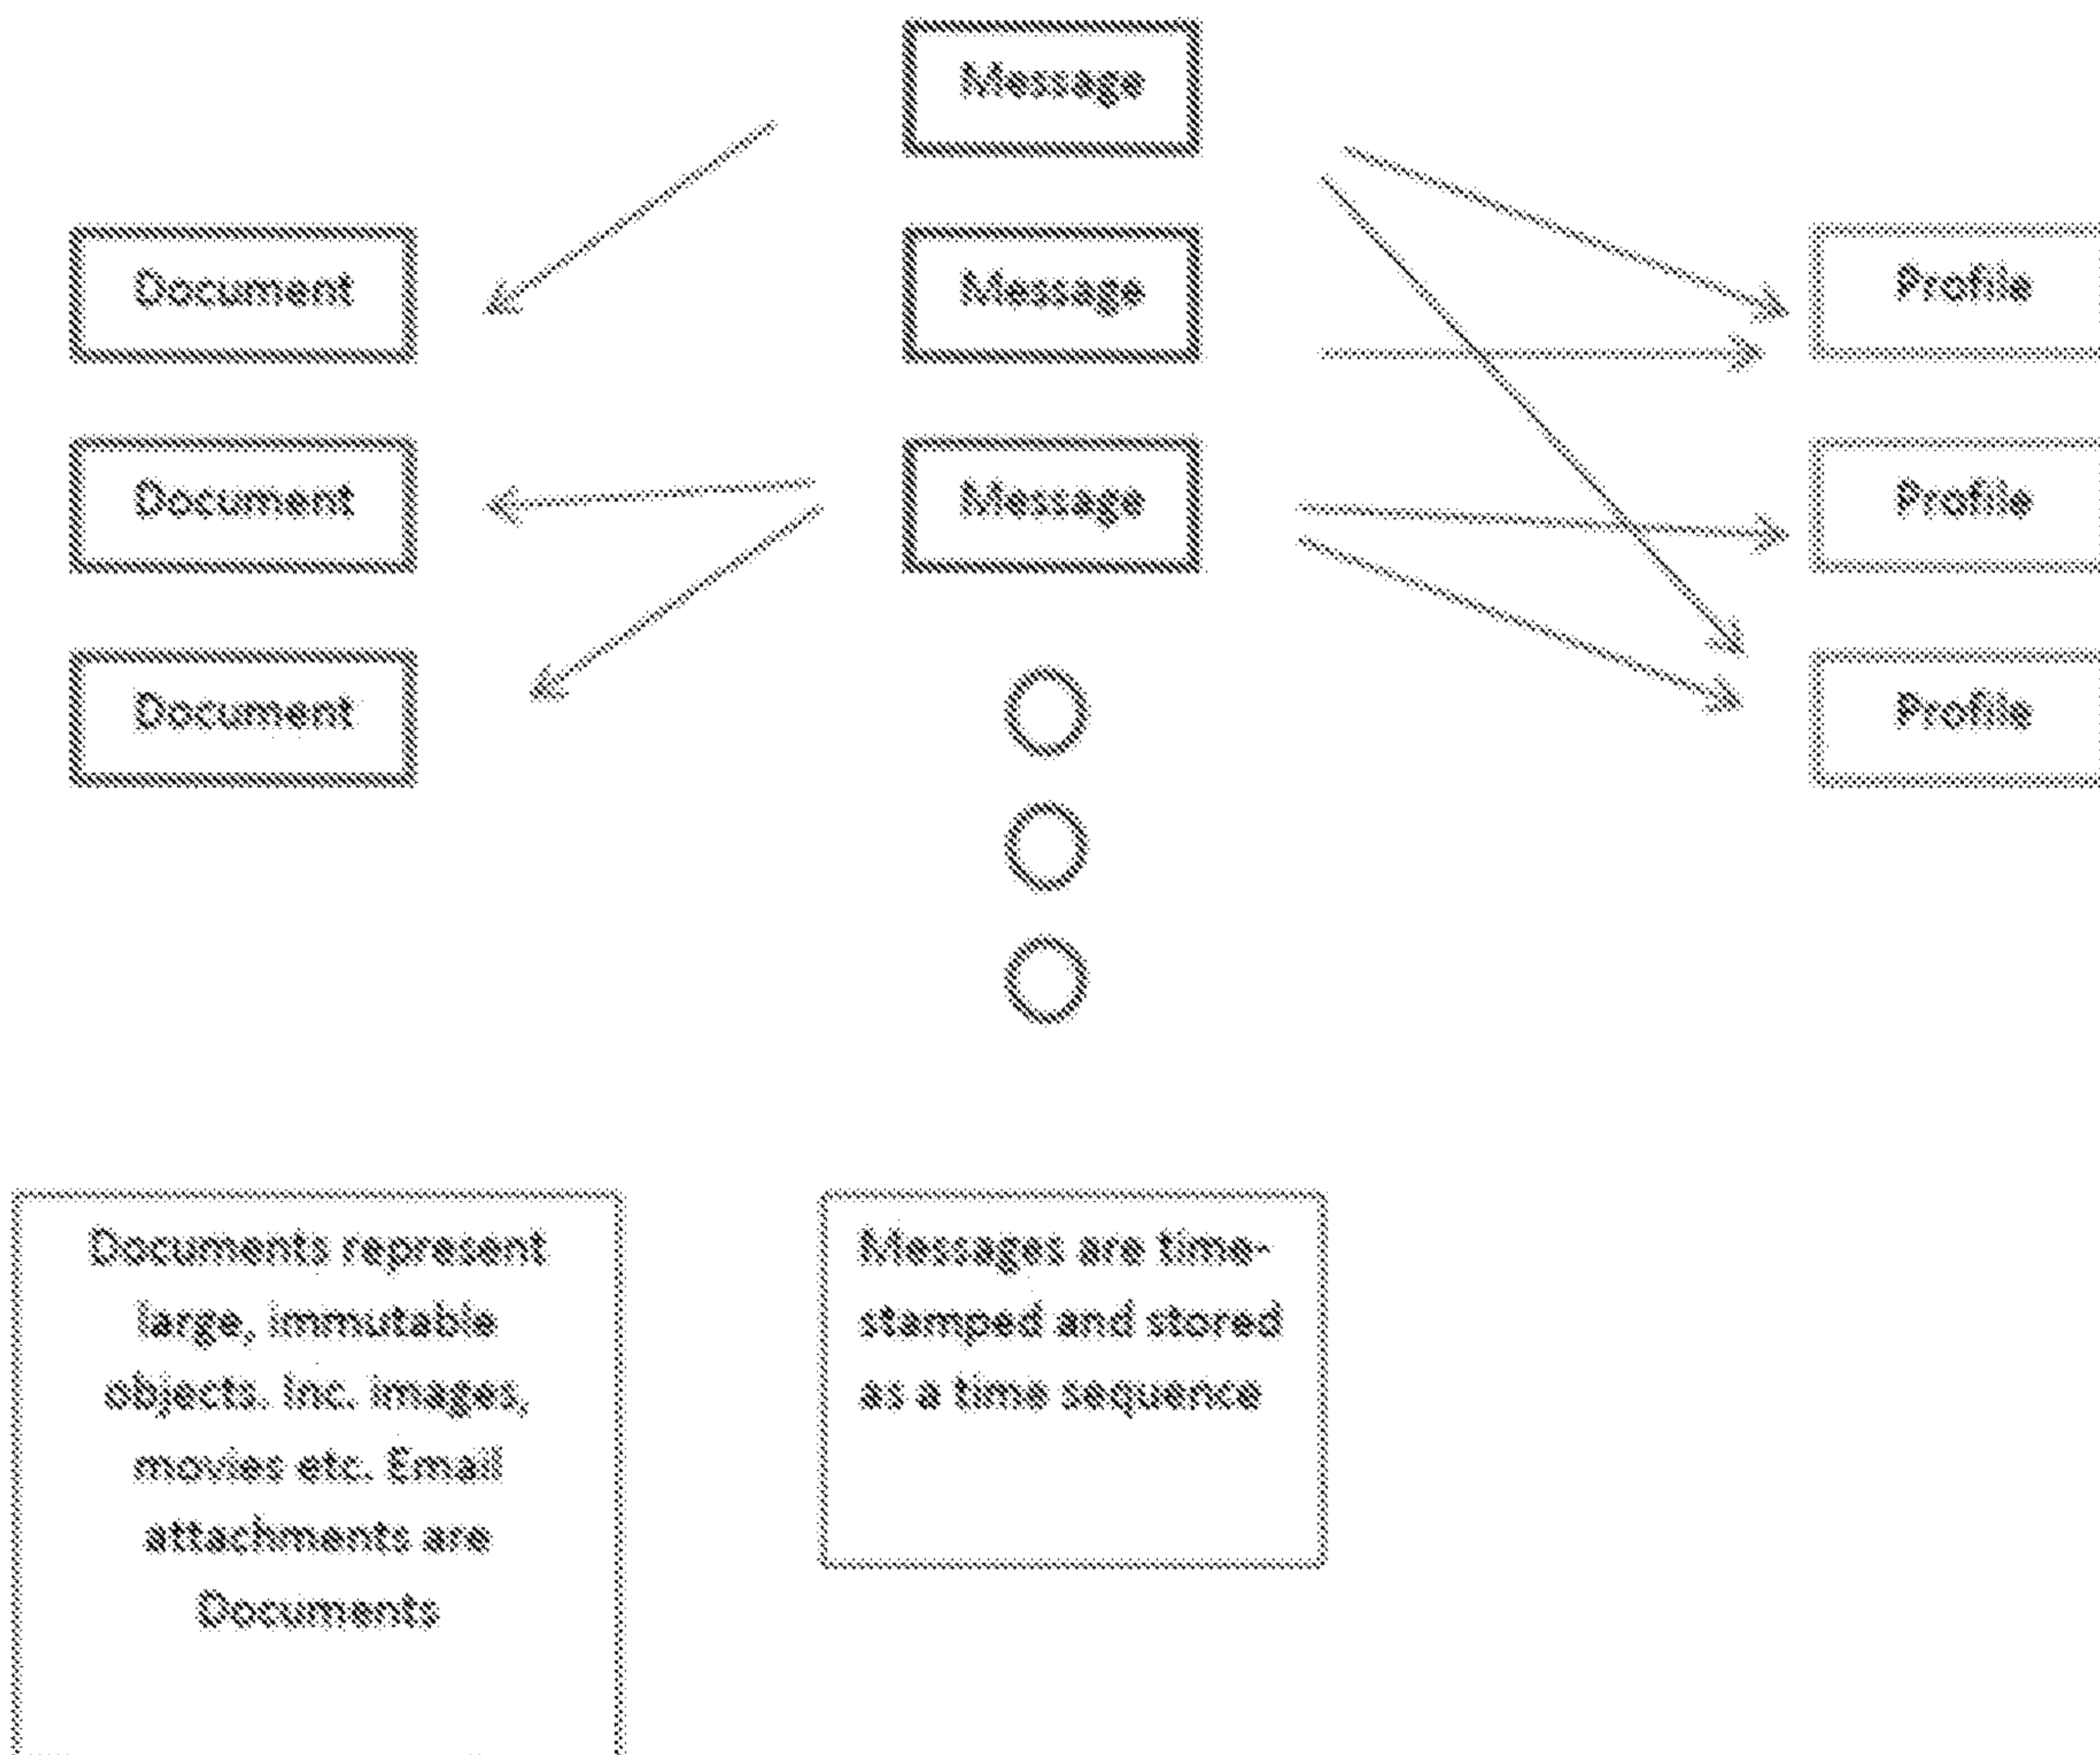 Message
Document
Message
Profile
Document
Message
Profile
Document
Profile
Documents represent
large, immutable
objects. Inc. images,
movies etc. Email
attachments are
Documents
Messages are time-
stamped and stored
as a time sequence